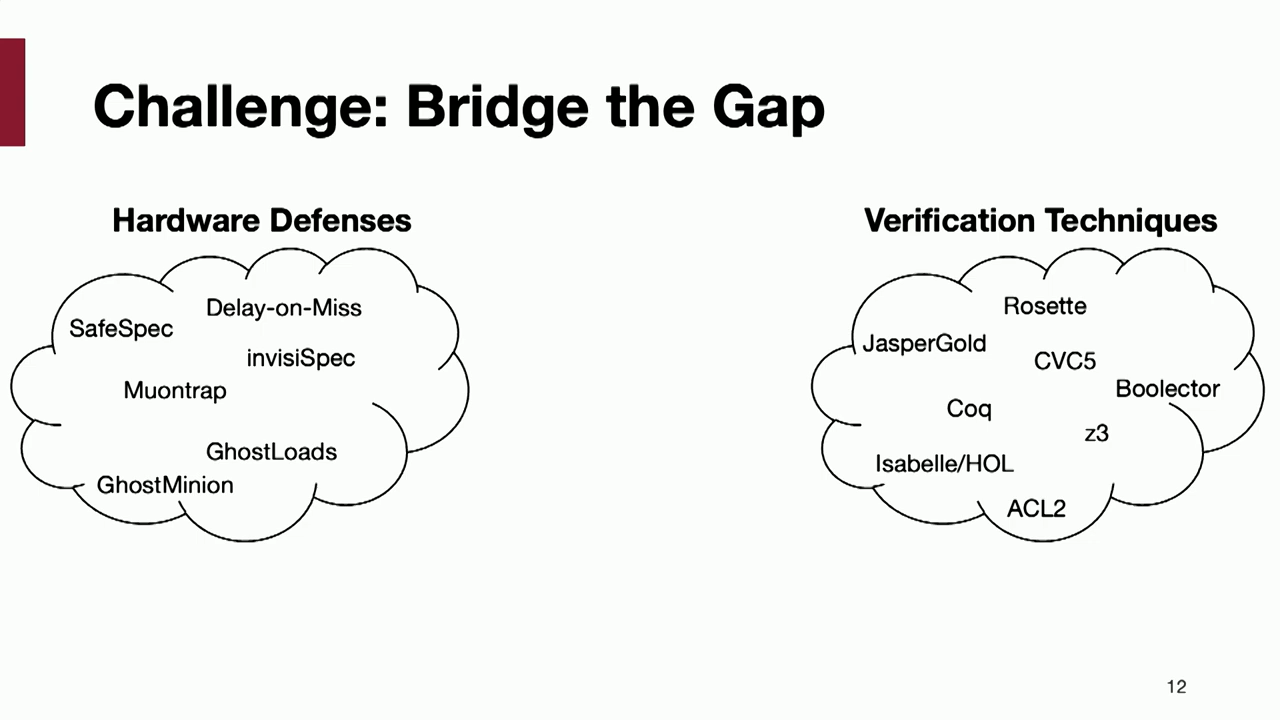 Challenge: Bridge the Gap
Hardware Defenses
Delay-on-Miss
SafeSpec
invisiSpec
Muontrap
GhostLoads
GhostMinion
Verification Techniques
Rosette
JasperGold
CVC5
Boolector
Coq
z3
Isabelle/HOL
ACL2
12